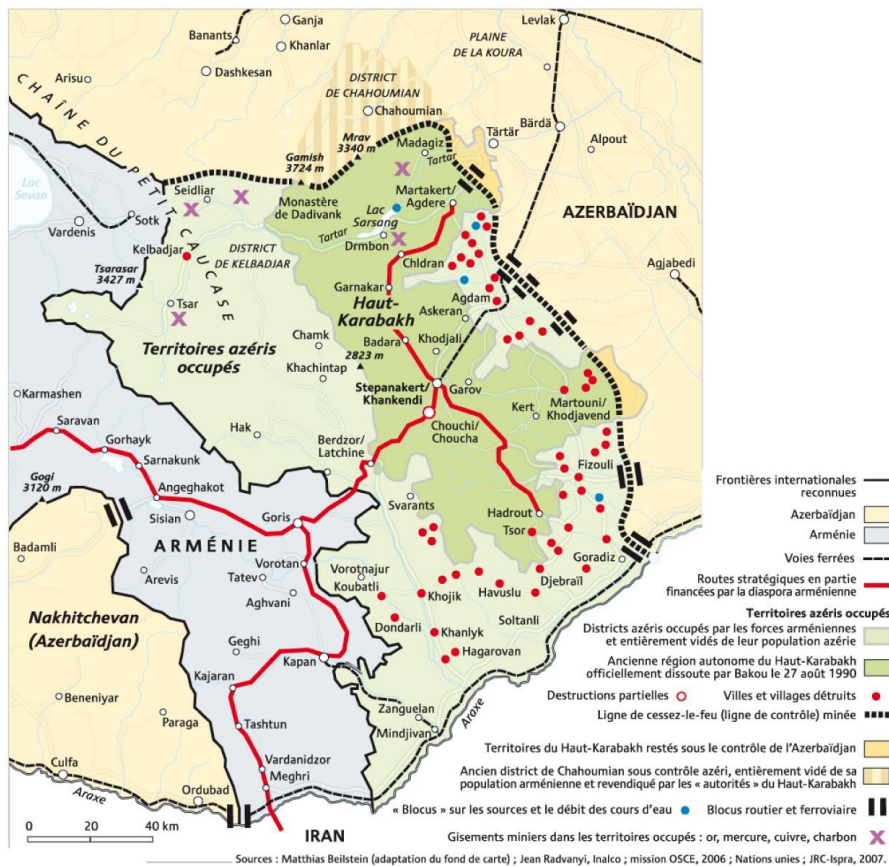 Ganja
Levlak
Banants
Khanlar
PLAINE
DE LA KOURA
Dashkesan
Arisu
DISTRICT
DE CHAHOUMIAN
Chahoumian
CHAÎNE DU PETIT CAUCASE
Mrav
3340 m
Madagiz
Tärtär
Bärdä
Alpout
Gamish
3724 m
Tartar
Lac
Sevan
Seidliar
Monastère
de Dadivank
Martakert/
Agdere
Lac
Sarsang
AZERBAÏDJAN
Sotk
Vardenis
Tartar
Drmbon
Kelbadjar
DISTRICT
DE KELBADJAR
Chldran
Agjabedi
Tsarasar
3427 m
Garnakar
Agdam
Tsar
Haut-
Karabakh
Askeran
Chamk
Badara
Khodjali
Territoires azéris
occupés
2823 m
Khachintap
Karmashen
Stepanakert/
Khankendi
Garov
Martouni/
Khodjavend
Kert
Saravan
Hak
Chouchi/
Choucha
Gorhayk
Berdzor/
Latchine
Sarnakunk
Fizouli
Gogi
3120 m
Angeghakot
Svarants
Sisian
Goris
Hadrout
Tsor
ARMÉNIE
Badamli
Vorotan
Goradiz
Arevis
Tatev
Vorotnajur
Koubatli
Djebraïl
Aghvani
Khojik
Havuslu
Nakhitchevan
(Azerbaïdjan)
Dondarli
Soltanli
Geghi
Khanlyk
Kapan
Hagarovan
Kajaran
Beneniyar
Zanguelan
Araxe
Paraga
Tashtun
Mindjivan
Culfa
Vardanidzor
Meghri
Araxe
Ordubad
IRAN
0 20 40 km
Frontières internationales
reconnues
Azerbaïdjan
Arménie
Voies ferrées
Routes stratégiques en partie
financées par la diaspora arménienne
Territoires azéris occupés
Districts azéris occupés par les forces arméniennes
et entièrement vidés de leur population azérie
Ancienne région autonome du Haut-Karabakh
officiellement dissoute par Bakou le 27 août 1990
Destructions partielles
Villes et villages détruits
Ligne de cessez-le-feu (ligne de contrôle) minée
Territoires du Haut-Karabakh restés sous le contrôle de l'Azerbaïdjan
Ancien district de Chahoumian sous contrôle azéri, entièrement vidé de sa
population arménienne et revendiqué par les « autorités » du Haut-Karabakh
« Blocus » sur les sources et le débit des cours d'eau
Blocus routier et ferroviaire
Gisements miniers dans les territoires occupés : or, mercure, cuivre, charbon
Sources : Matthias Beilstein (adaptation du fond de carte) ; Jean Radvanyi, Inalco ; mission OSCE, 2006 ; Nations unies ; JRC-Ispra, 2007.